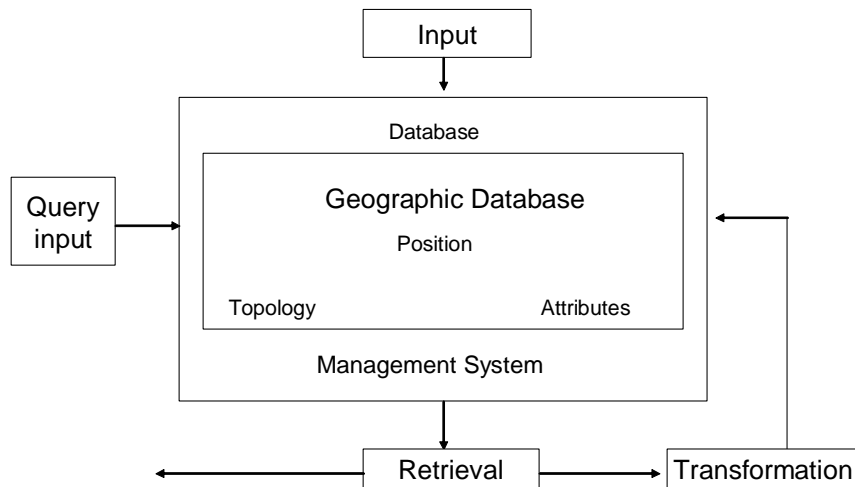 Input
Database
Geographic Database
Query
input
Position
Topology Attributes
Management System
Retrieval Transformation